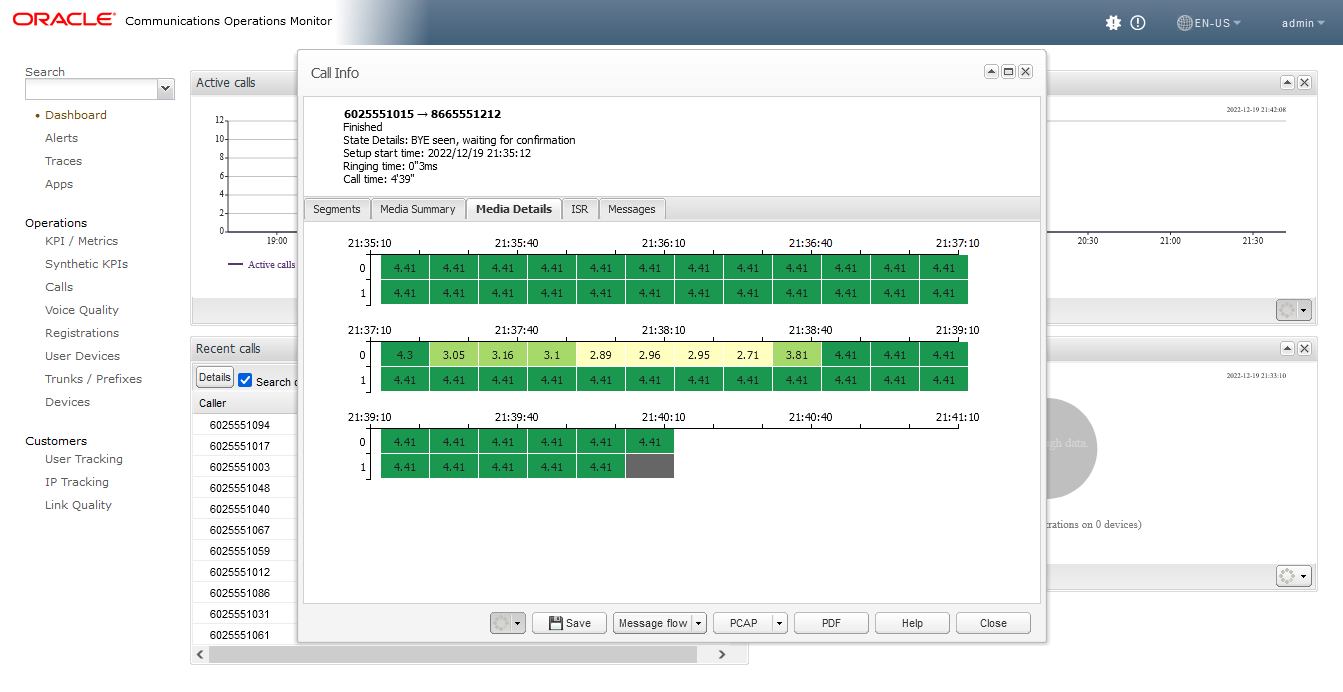 ORACLE® Communications Operations Monitor
EN-US
admin
Search
Dashboard
Alerts
Traces
Apps
Operations
KPI / Metrics
Synthetic KPIs
Calls
Voice Quality
Registrations
User Devices
Trunks / Prefixes
Devices
Customers
User Tracking
IP Tracking
Link Quality
Active calls
2022-12-19 21:42:08
12
10
8
6
4
2
0
19:00
20:30 21:00 21:30
Active calls
Recent calls
Details Search
Caller
6025551094
6025551017
6025551003
6025551048
6025551040
6025551067
6025551059
6025551012
6025551086
6025551031
6025551061
Call Info
6025551015 → 8665551212
Finished
State Details: BYE seen, waiting for confirmation
Setup start time: 2022/12/19 21:35:12
Ringing time: 0"3ms
Call time: 4'39"
Segments Media Summary Media Details ISR Messages
21:35:10 21:35:40 21:36:10 21:36:40 21:37:10
0 4.41 4.41 4.41 4.41 4.41 4.41 4.41 4.41 4.41 4.41 4.41 4.41
1 4.41 4.41 4.41 4.41 4.41 4.41 4.41 4.41 4.41 4.41 4.41 4.41
21:37:10 21:37:40 21:38:10 21:38:40 21:39:10
0 4.3 3.05 3.16 3.1 2.89 2.96 2.95 2.71 3.81 4.41 4.41 4.41
1 4.41 4.41 4.41 4.41 4.41 4.41 4.41 4.41 4.41 4.41 4.41 4.41
21:39:10 21:39:40 21:40:10 21:40:40 21:41:10
0 4.41 4.41 4.41 4.41 4.41 4.41
1 4.41 4.41 4.41 4.41 4.41
Save Message flow PCAP PDF Help Close
2022-12-19 21:33:10
gh data.
rations on 0 devices)